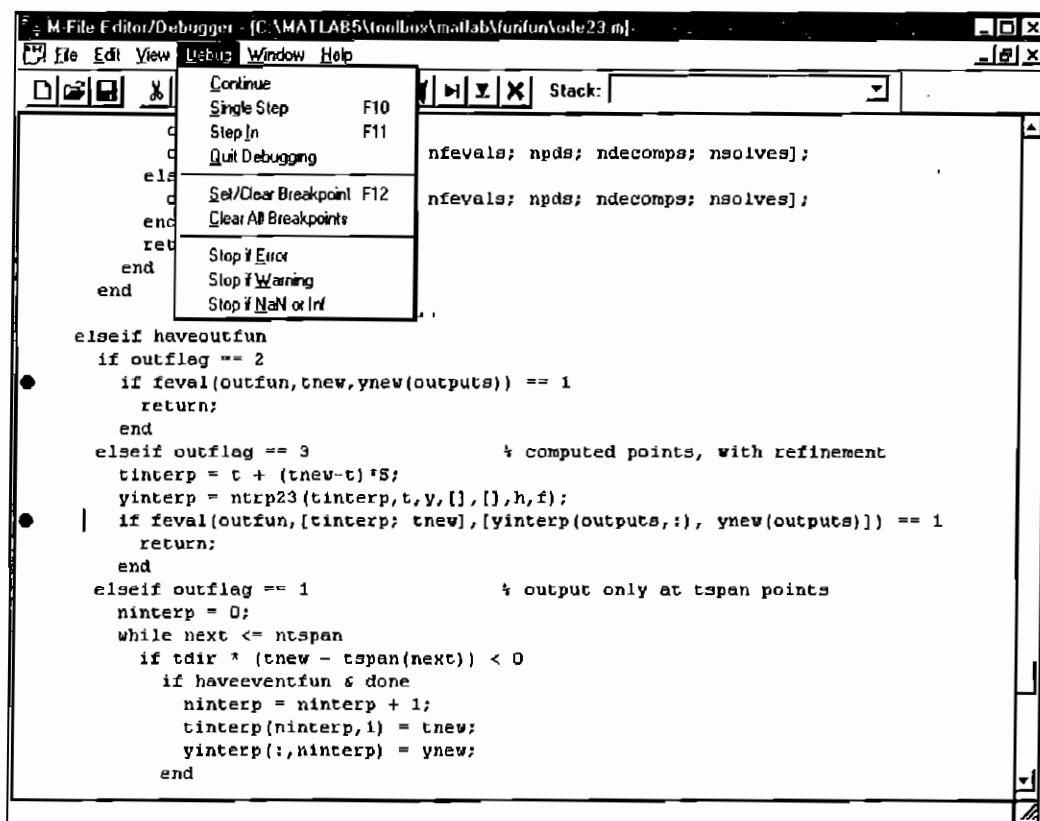 M-File Editor/Debugger - [C:\MATLAB5\toolbox\matlab\funfun\ode23.m]
File Edit View Debug Window Help
Stack:
Continue
Single Step F10
Step In F11
Quit Debugging
Set/Clear Breakpoint F12
Clear All Breakpoints
Stop if Error
Stop if Warning
Stop if NaN or Inf
nfevals; npds; ndecomps; nsolves];
els
nfevals; npds; ndecomps; nsolves];
end
ret
end
end
elseif haveoutfun
if outflag == 2
if feval(outfun,tnew,ynew(outputs)) == 1
return;
end
elseif outflag == 3 % computed points, with refinement
tinterp = t + (tnew-t)*S;
yinterp = ntrp23(tinterp,t,y,[],[],h,f);
if feval(outfun,[tinterp; tnew],[yinterp(outputs,:), ynew(outputs)]) == 1
return;
end
elseif outflag == 1 % output only at tspan points
ninterp = 0;
while next <= ntspan
if tdir * (tnew - tspan(next)) < 0
if haveeventfun & done
ninterp = ninterp + 1;
tinterp(ninterp,1) = tnew;
yinterp(:,ninterp) = ynew;
end